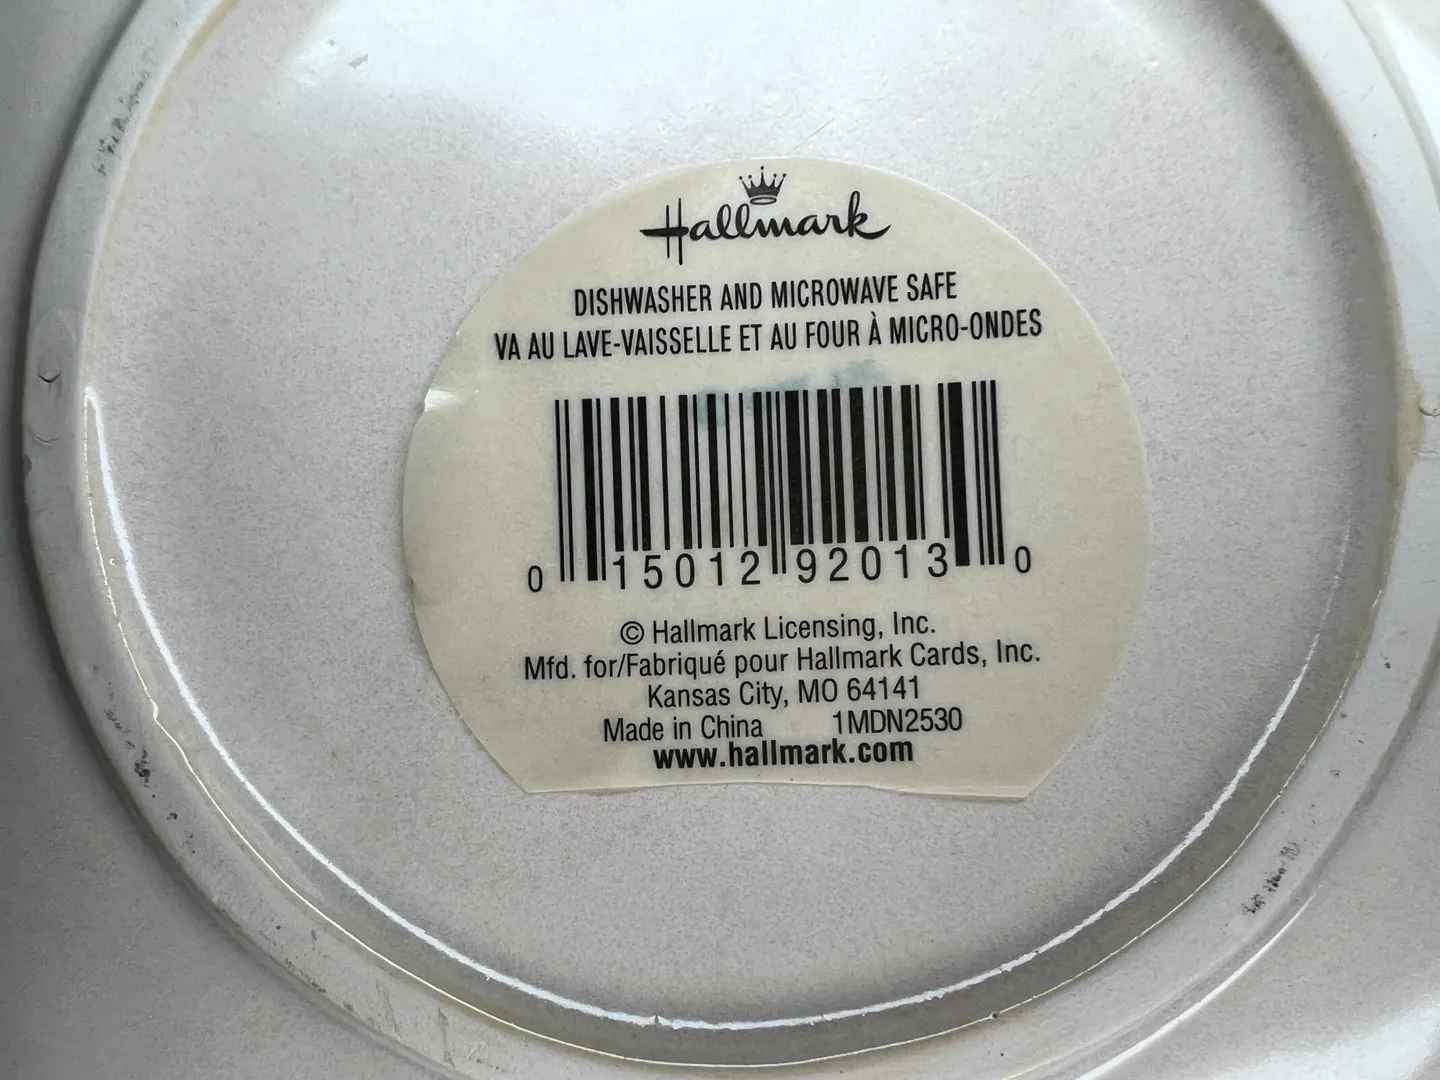 Hallmark
DISHWASHER AND MICROWAVE SAFE
VA AU LAVE-VAISSELLE ET AU FOUR À MICRO-ONDES
0 15012 92013 0
© Hallmark Licensing, Inc.
Mfd. for/Fabriqué pour Hallmark Cards, Inc.
Kansas City, MO 64141
Made in China 1MDN2530
www.hallmark.com